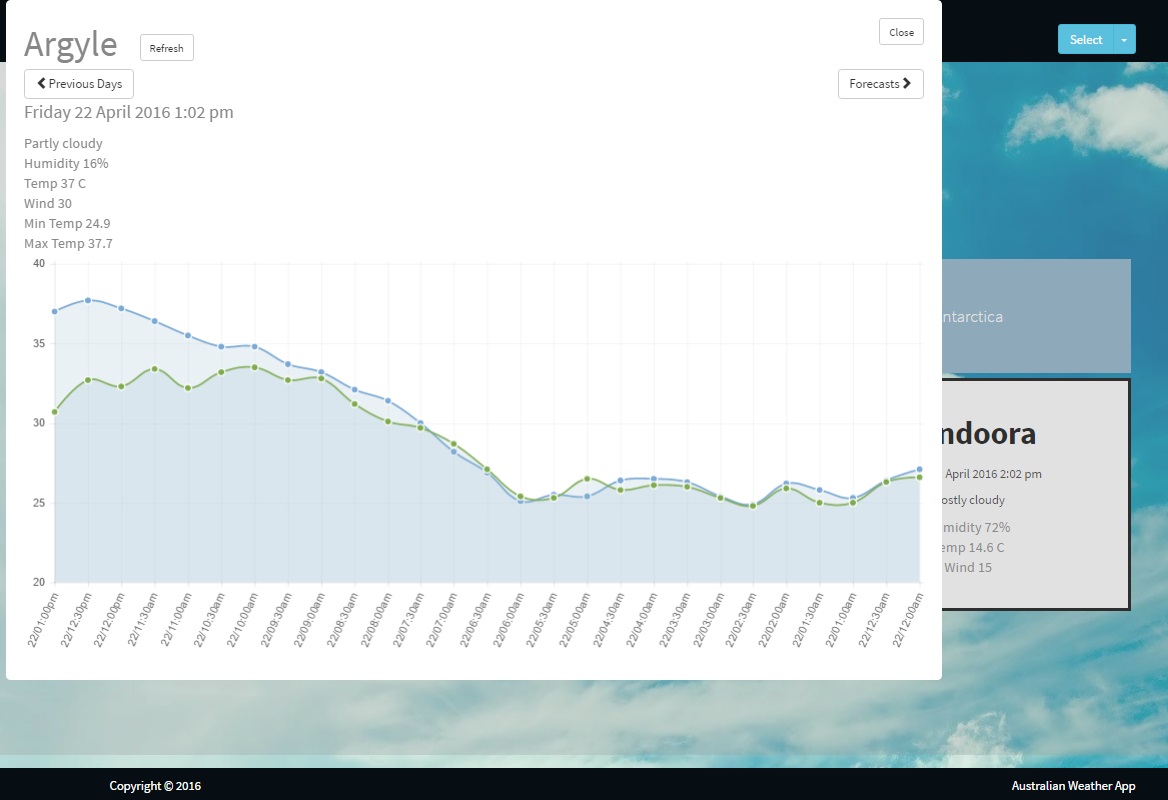 Argyle
Refresh
Close
Select
Previous Days
Forecasts
Friday 22 April 2016 1:02 pm
Partly cloudy
Humidity 16%
Temp 37 C
Wind 30
Min Temp 24.9
Max Temp 37.7
40
35
30
25
20
22/01:00pm
22/12:30pm
22/12:00pm
22/11:30am
22/11:00am
22/10:30am
22/10:00am
22/09:30am
22/09:00am
22/08:30am
22/08:00am
22/07:30am
22/07:00am
22/06:30am
22/06:00am
22/05:30am
22/05:00am
22/04:30am
22/04:00am
22/03:30am
22/03:00am
22/02:30am
22/02:00am
22/01:30am
22/01:00am
22/12:30am
22/12:00am
ntarctica
ndoora
April 2016 2:02 pm
ostly cloudy
midity 72%
emp 14.6 C
Wind 15
Copyright © 2016
Australian Weather App